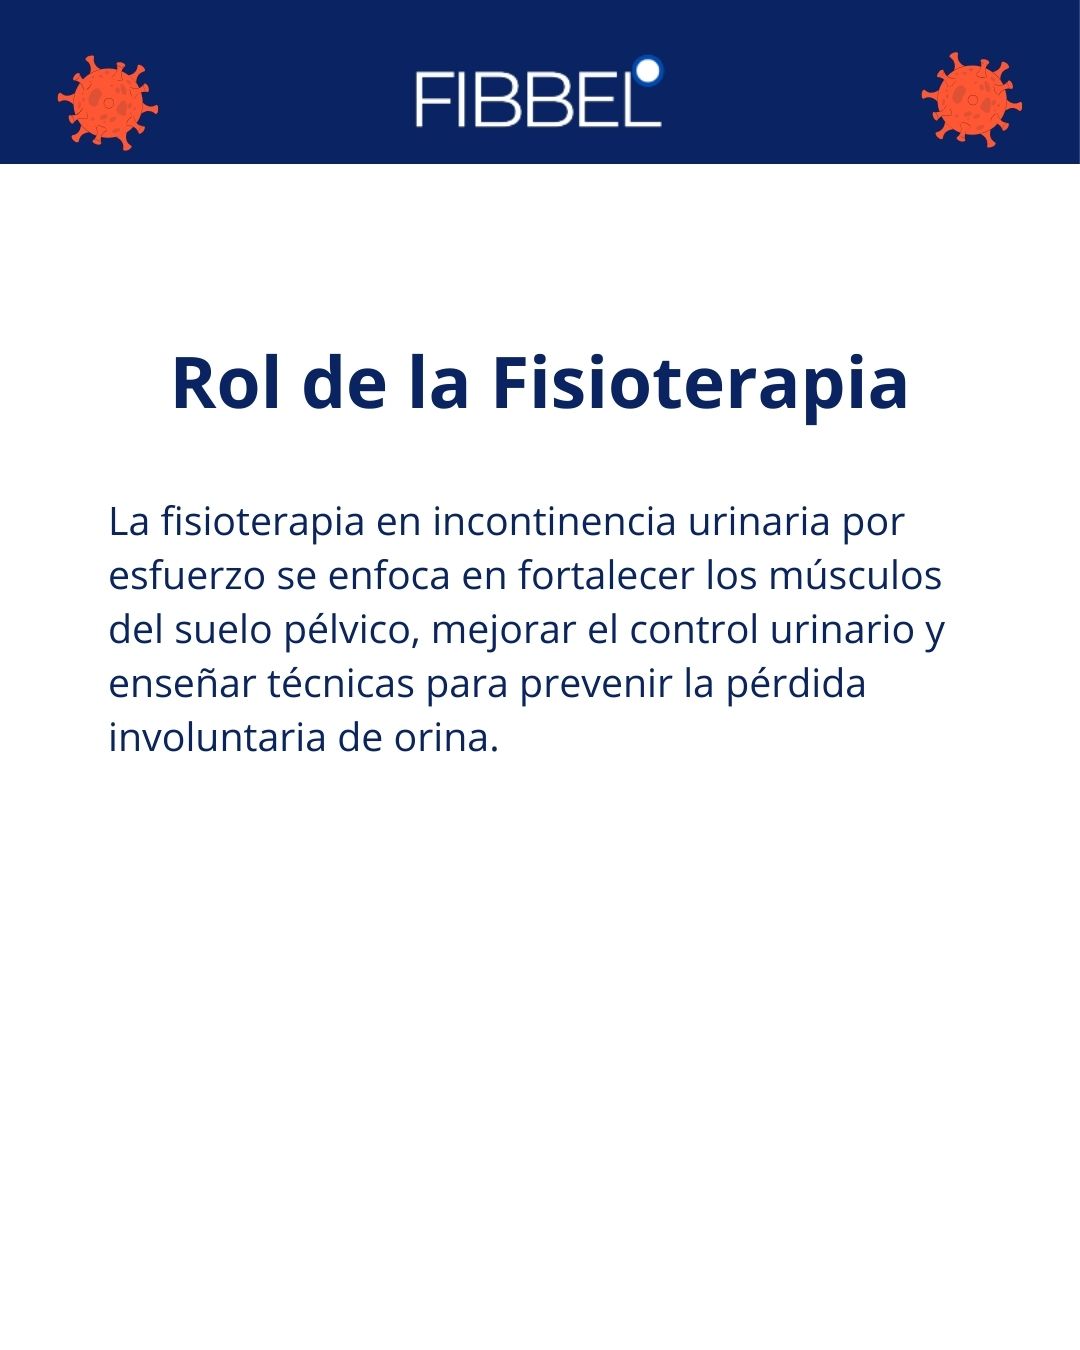 FIBBEL
Rol de la Fisioterapia
La fisioterapia en incontinencia urinaria por
esfuerzo se enfoca en fortalecer los músculos
del suelo pélvico, mejorar el control urinario y
enseñar técnicas para prevenir la pérdida
involuntaria de orina.